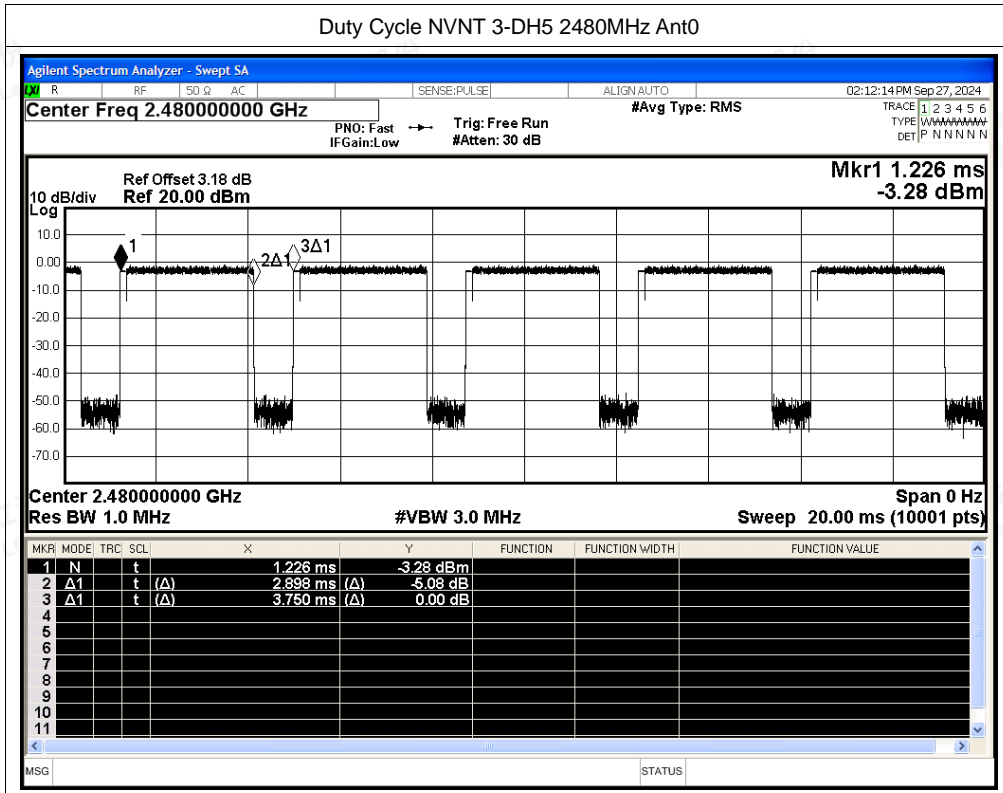 Duty Cycle NVNT 3-DH5 2480MHz Ant0
Agilent Spectrum Analyzer - Swept SA
LXI R RF 50 Ω AC SENSE:PULSE ALIGN AUTO 02:12:14 PM Sep 27, 2024
Center Freq 2.480000000 GHz #Avg Type: RMS TRACE 1 2 3 4 5 6
PNO: Fast Trig: Free Run TYPE WWWWWW
IFGain:Low #Atten: 30 dB DET P N N N N N
Mkr1 1.226 ms
-3.28 dBm
Ref Offset 3.18 dB
10 dB/div Ref 20.00 dBm
Log
10.0
0.00
-10.0
-20.0
-30.0
-40.0
-50.0
-60.0
-70.0
1
2Δ1
3Δ1
Center 2.480000000 GHz Span 0 Hz
Res BW 1.0 MHz #VBW 3.0 MHz Sweep 20.00 ms (10001 pts)
MKR MODE TRC SCL X Y FUNCTION FUNCTION WIDTH FUNCTION VALUE
1 N t 1.226 ms -3.28 dBm
2 Δ1 t (Δ) 2.898 ms (Δ) -5.08 dB
3 Δ1 t (Δ) 3.750 ms (Δ) 0.00 dB
4
5
6
7
8
9
10
11
MSG STATUS